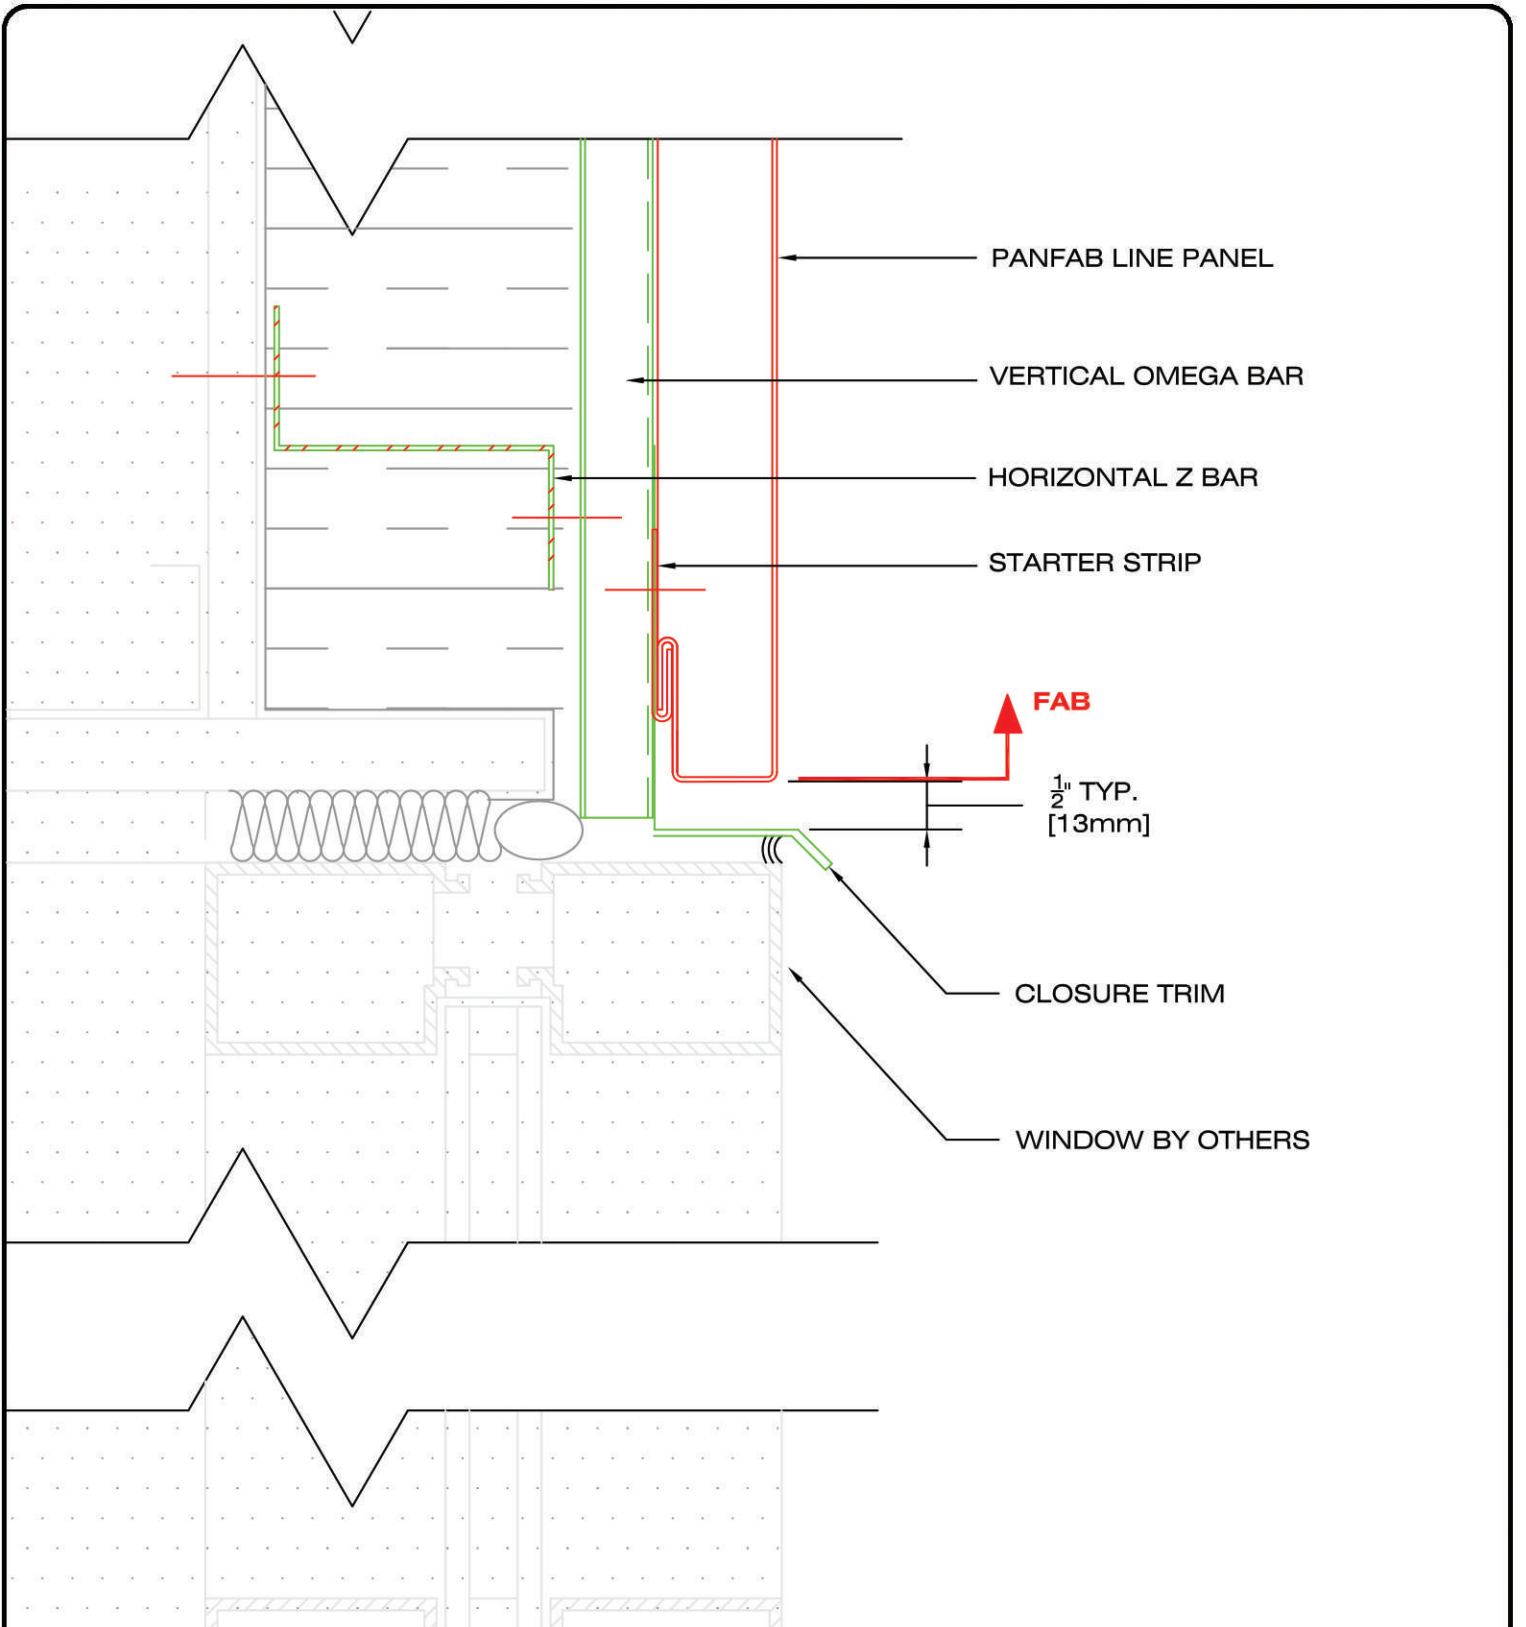 PANFAB LINE PANEL
VERTICAL OMEGA BAR
HORIZONTAL Z BAR
STARTER STRIP
FAB
½" TYP.
[13mm]
CLOSURE TRIM
WINDOW BY OTHERS